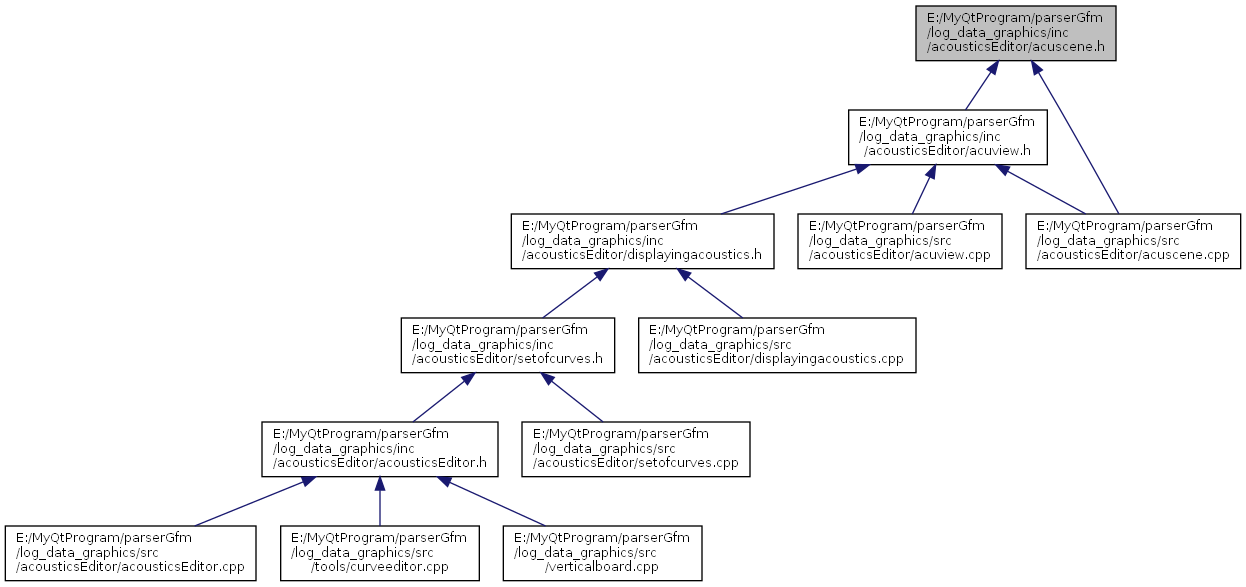 E:/MyQtProgram/parserGfm
/log_data_graphics/inc
/acousticsEditor/acuscene.h
E:/MyQtProgram/parserGfm
/log_data_graphics/inc
/acousticsEditor/acuview.h
E:/MyQtProgram/parserGfm
/log_data_graphics/inc
/acousticsEditor/displayingacoustics.h
E:/MyQtProgram/parserGfm
/log_data_graphics/src
/acousticsEditor/acuview.cpp
E:/MyQtProgram/parserGfm
/log_data_graphics/src
/acousticsEditor/acuscene.cpp
E:/MyQtProgram/parserGfm
/log_data_graphics/inc
/acousticsEditor/setofcurves.h
E:/MyQtProgram/parserGfm
/log_data_graphics/src
/acousticsEditor/displayingacoustics.cpp
E:/MyQtProgram/parserGfm
/log_data_graphics/inc
/acousticsEditor/acousticsEditor.h
E:/MyQtProgram/parserGfm
/log_data_graphics/src
/acousticsEditor/setofcurves.cpp
E:/MyQtProgram/parserGfm
/log_data_graphics/src
/acousticsEditor/acousticsEditor.cpp
E:/MyQtProgram/parserGfm
/log_data_graphics/src
/tools/curveeditor.cpp
E:/MyQtProgram/parserGfm
/log_data_graphics/src
/verticalboard.cpp